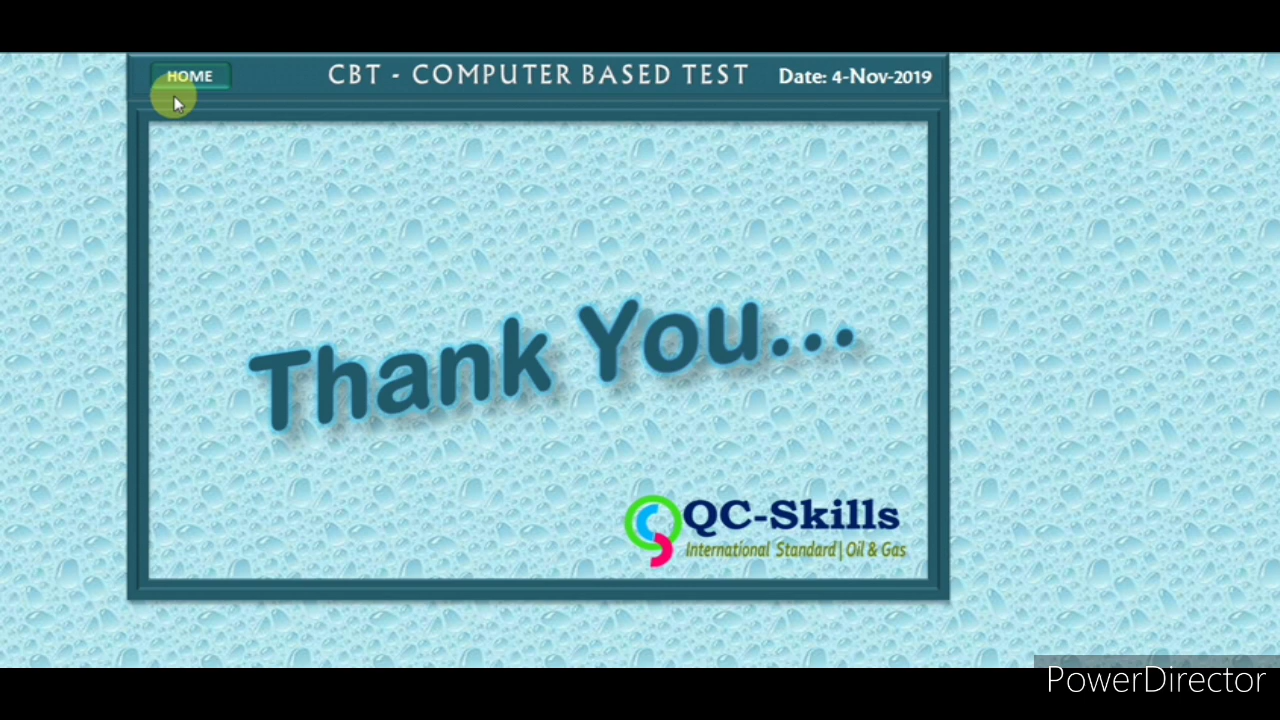 HOME
CBT - COMPUTER BASED TEST
Date: 4-Nov-2019
Thank You...
QC-Skills
International Standard | Oil & Gas
PowerDirector